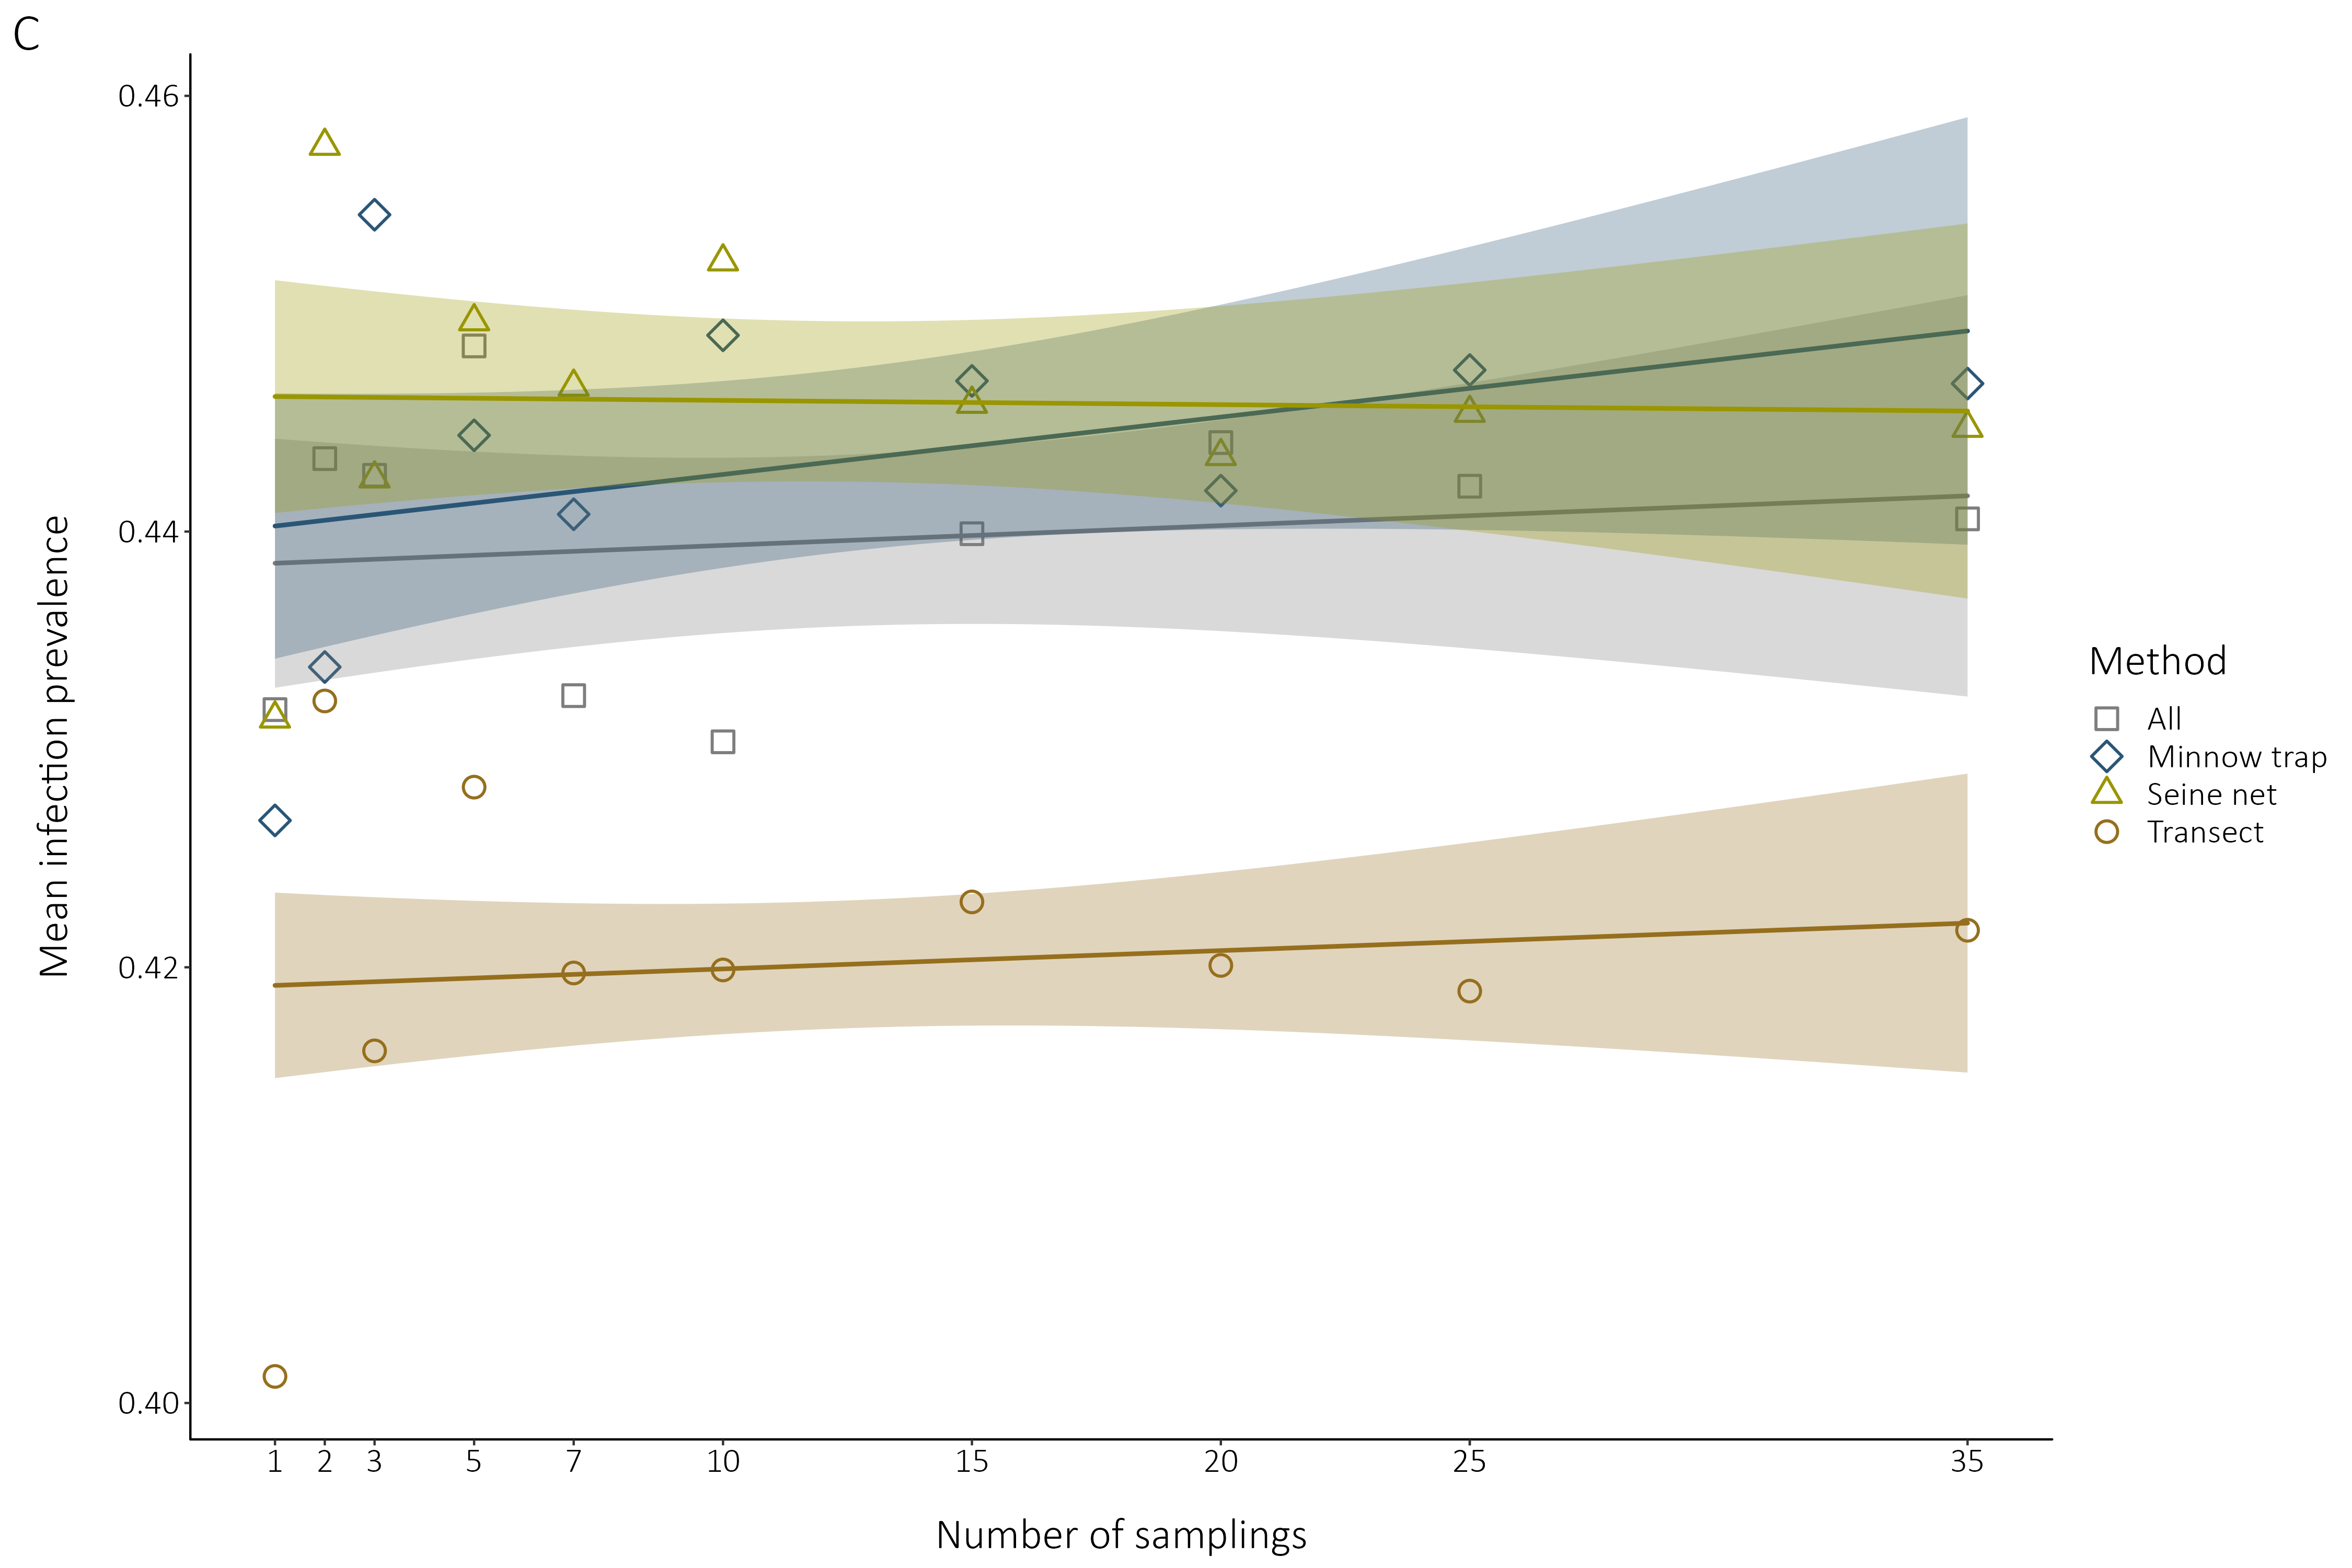 C
0.46
0.44
0.42
0.40
Mean infection prevalence
1 2 3 5 7 10 15 20 25 35
Number of samplings
Method
All
Minnow trap
Seine net
Transect